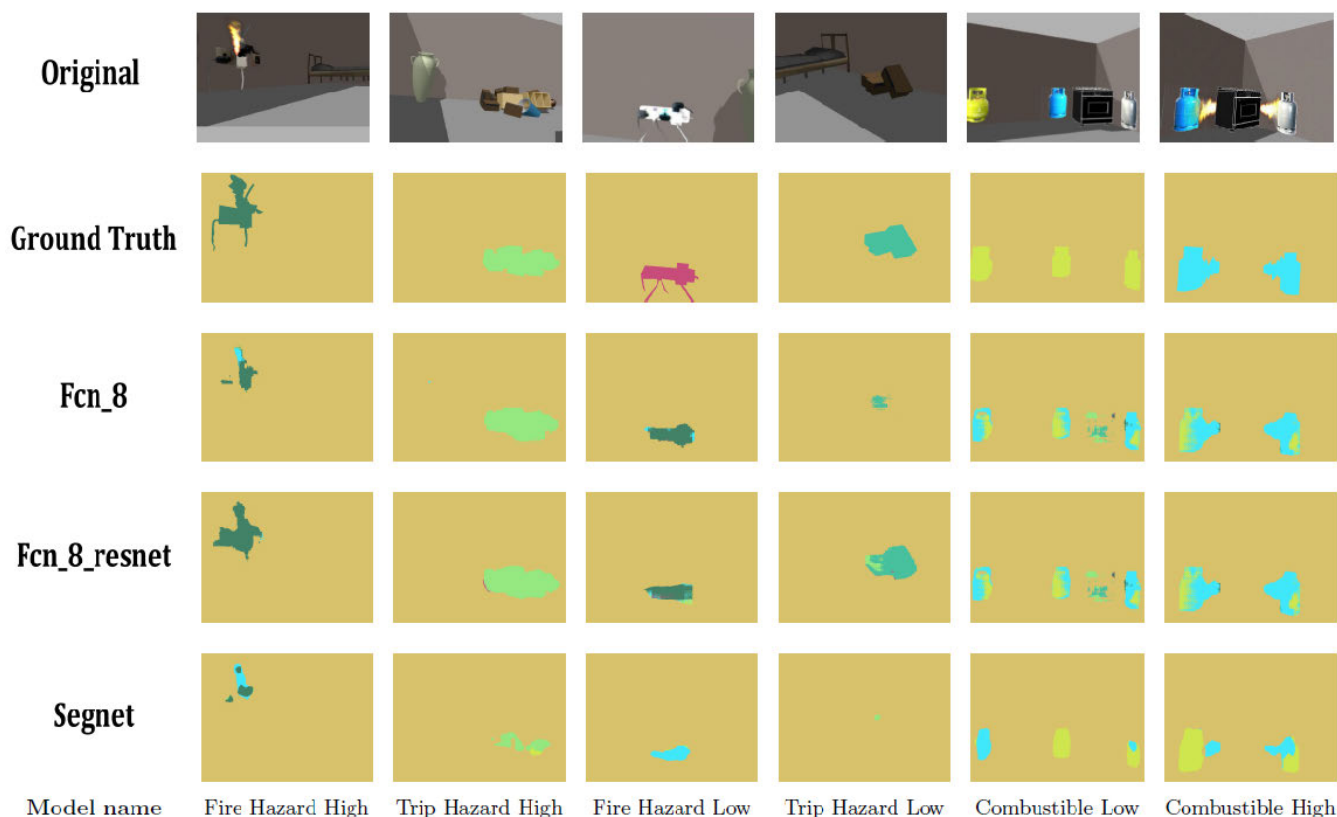 Original
Ground Truth
Fcn_8
Fcn_8_resnet
Segnet
Model name Fire Hazard High Trip Hazard High Fire Hazard Low Trip Hazard Low Combustible Low Combustible High